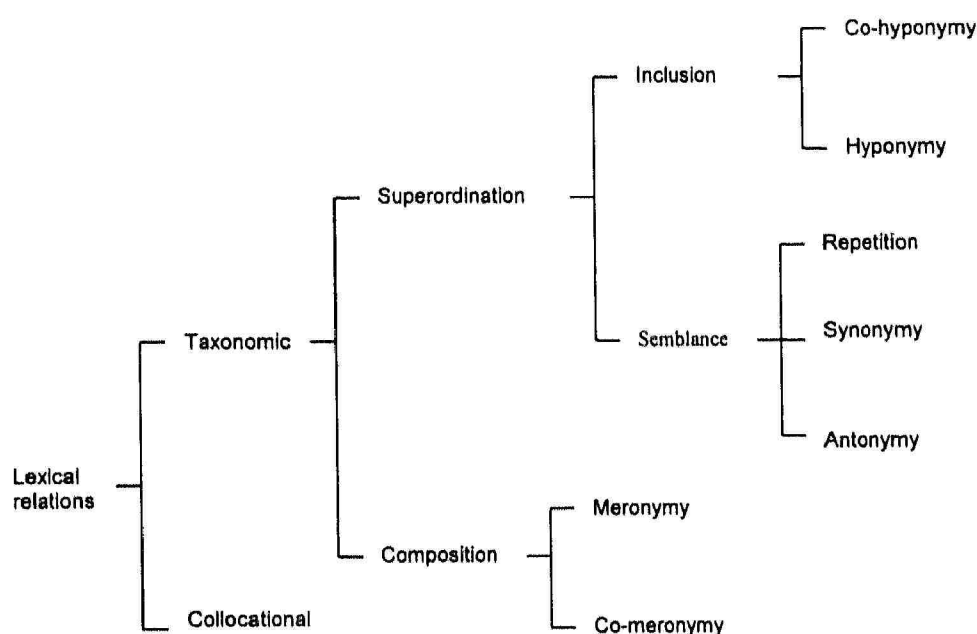 Co-hyponymy
Inclusion
Hyponymy
Superordination
Repetition
Synonymy
Semblance
Taxonomic
Antonymy
Lexical
relations
Meronymy
Composition
Collocational
Co-meronymy